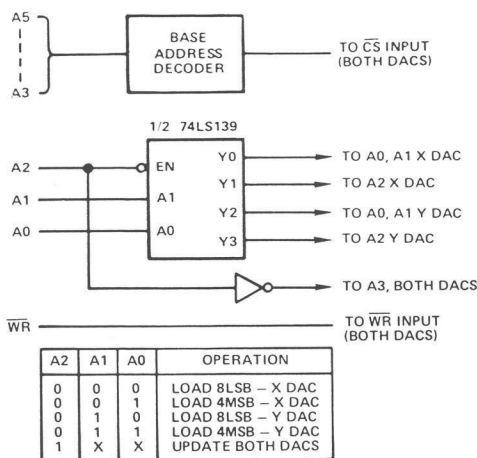 A5
A3
BASE
ADDRESS
DECODER
TO C̅S̅ INPUT
(BOTH DACS)
1/2 74LS139
A2
EN
Y0
TO A0, A1 X DAC
A1
A1
Y1
TO A2 X DAC
A0
A0
Y2
TO A0, A1 Y DAC
Y3
TO A2 Y DAC
TO A3, BOTH DACS
W̅R̅
TO W̅R̅ INPUT
(BOTH DACS)
A2 A1 A0 OPERATION
0 0 0 LOAD 8LSB – X DAC
0 0 1 LOAD 4MSB – X DAC
0 1 0 LOAD 8LSB – Y DAC
0 1 1 LOAD 4MSB – Y DAC
1 X X UPDATE BOTH DACS